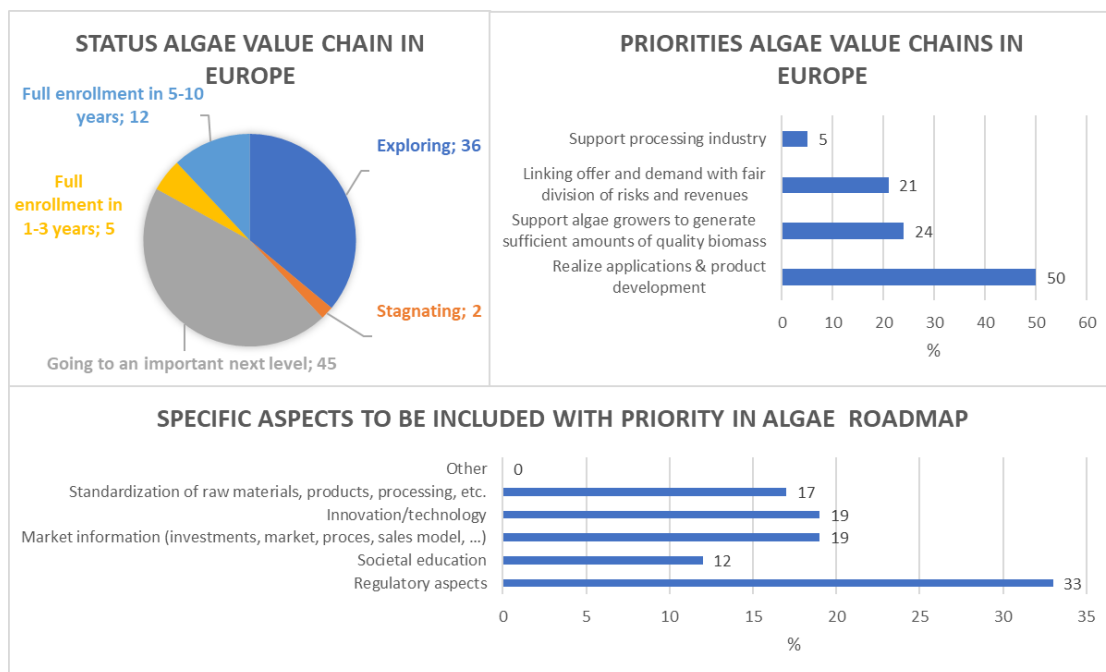 STATUS ALGAE VALUE CHAIN IN
EUROPE
Full enrollment in 5-10
years; 12
Exploring; 36
Full
enrollment in
1-3 years; 5
Stagnating; 2
Going to an important next level; 45
PRIORITIES ALGAE VALUE CHAINS IN
EUROPE
Support processing industry
5
Linking offer and demand with fair
division of risks and revenues
21
Support algae growers to generate
sufficient amounts of quality biomass
24
Realize applications & product
development
50
0 10 20 30 40 50 60
%
SPECIFIC ASPECTS TO BE INCLUDED WITH PRIORITY IN ALGAE ROADMAP
Other 0
Standardization of raw materials, products, processing, etc. 17
Innovation/technology 19
Market information (investments, market, proces, sales model, ...) 19
Societal education 12
Regulatory aspects 33
0 5 10 15 20 25 30 35
%